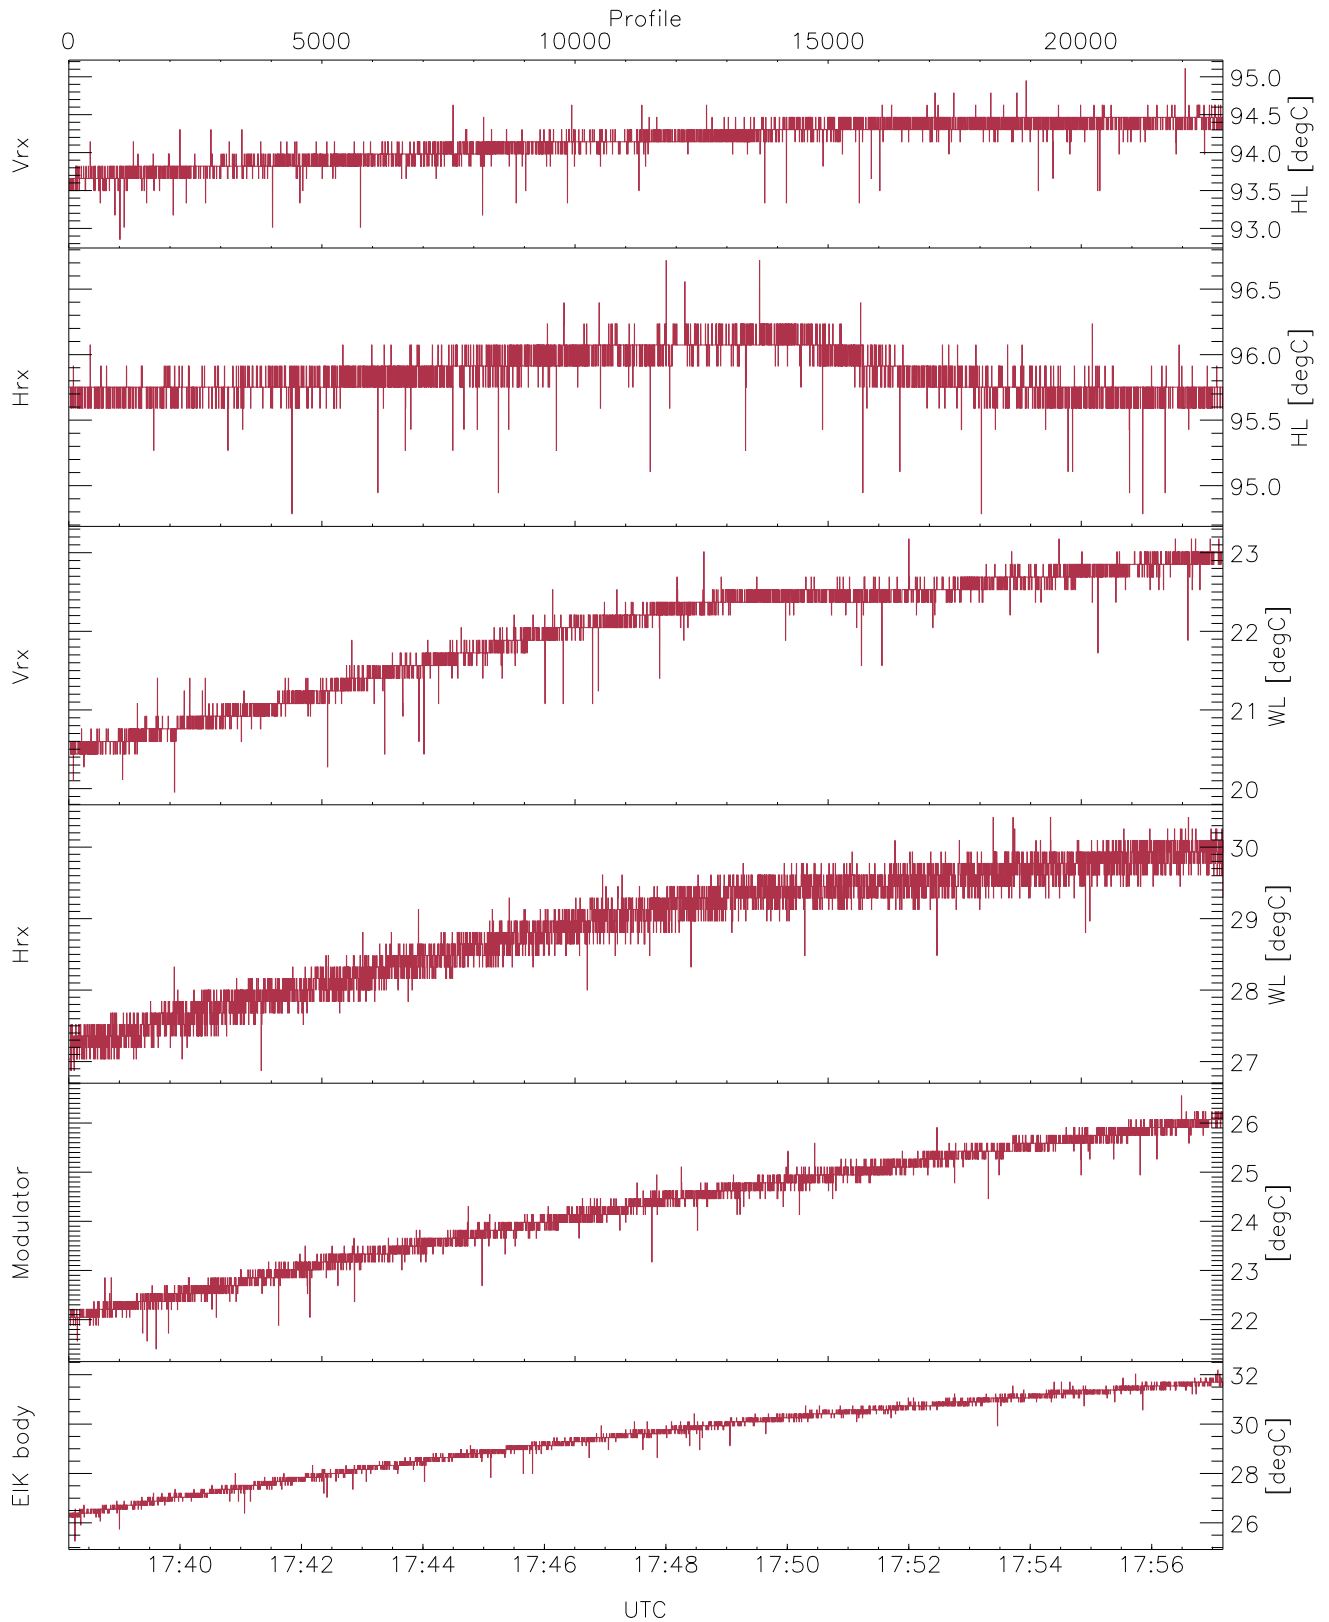 Profile
0 5000 10000 15000 20000
Vrx
95.0
94.5
94.0
93.5
93.0
HL [degC]
Hrx
96.5
96.0
95.5
95.0
HL [degC]
Vrx
23
22
21
20
WL [degC]
Hrx
30
29
28
27
WL [degC]
Modulator
26
25
24
23
22
[degC]
EIK body
32
30
28
26
[degC]
17:40 17:42 17:44 17:46 17:48 17:50 17:52 17:54 17:56
UTC